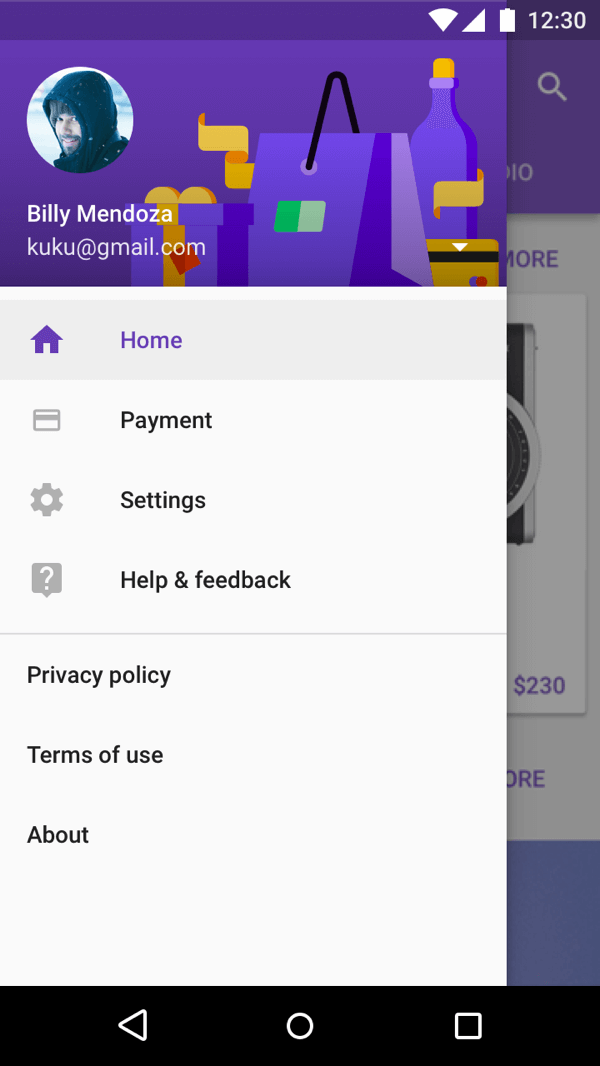 12:30
DIO
Billy Mendoza
kuku@gmail.com
MORE
Home
Payment
Settings
Help & feedback
Privacy policy
$230
Terms of use
ORE
About